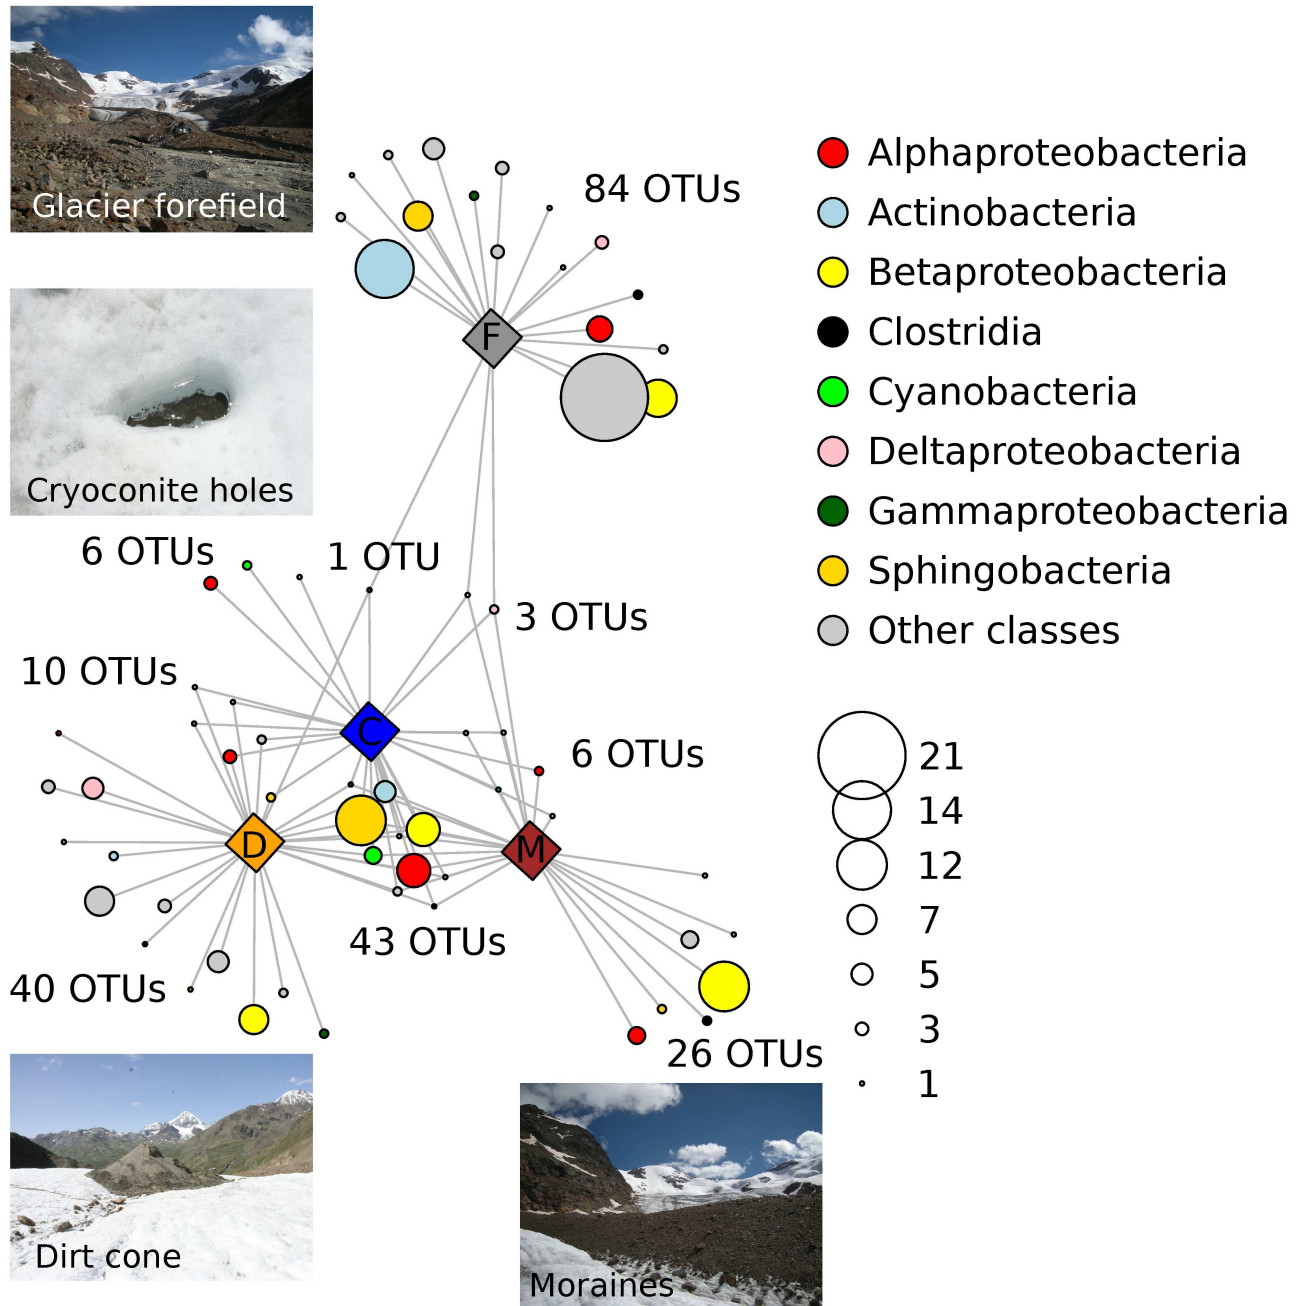 Glacier forefield
84 OTUs
F
Cryoconite holes
6 OTUs
1 OTU
3 OTUs
10 OTUs
C
6 OTUs
D
M
43 OTUs
40 OTUs
26 OTUs
Dirt cone
Moraines
Alphaproteobacteria
Actinobacteria
Betaproteobacteria
Clostridia
Cyanobacteria
Deltaproteobacteria
Gammaproteobacteria
Sphingobacteria
Other classes
21
14
12
7
5
3
1